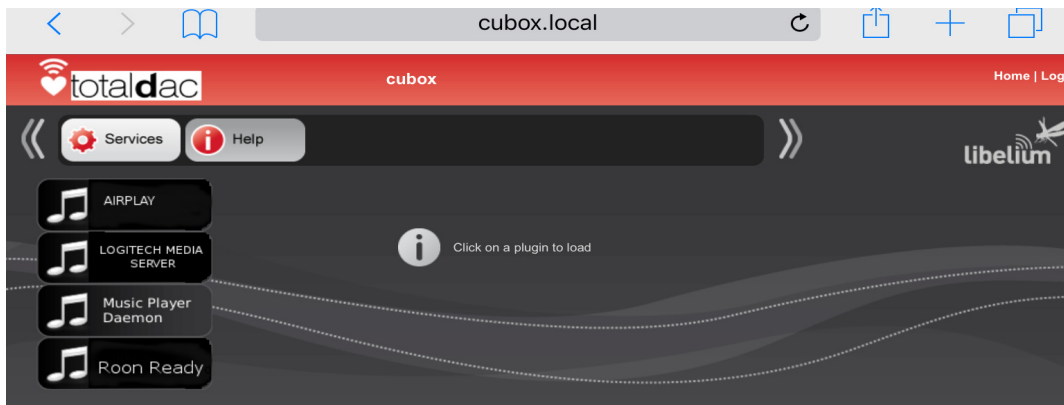 cubox.local
totaldac
cubox
Home | Log
Services
Help
libelium
AIRPLAY
LOGITECH MEDIA
SERVER
Click on a plugin to load
Music Player
Daemon
Roon Ready